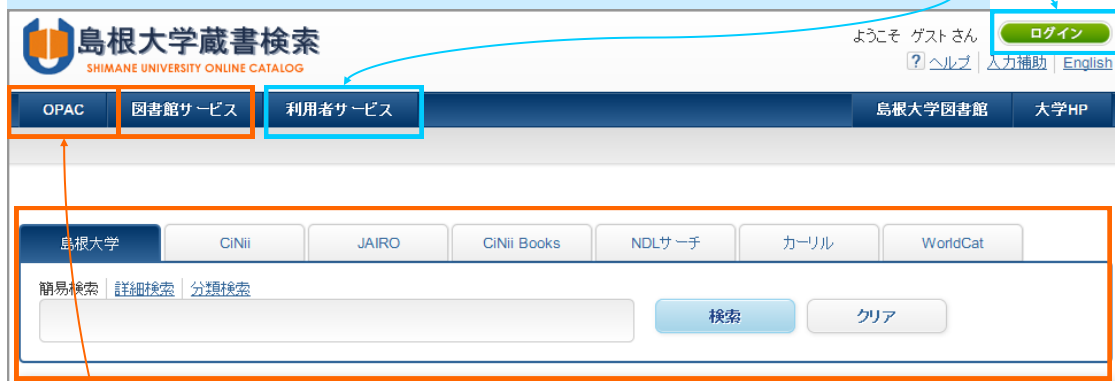 島根大学蔵書検索
SHIMANE UNIVERSITY ONLINE CATALOG
ようこそ ゲスト さん ログイン
? ヘルプ 入力補助 English
OPAC 図書館サービス 利用者サービス 島根大学図書館 大学HP
島根大学 CiNii JAIRO CiNii Books NDLサーチ カーリル WorldCat
簡易検索 詳細検索 分類検索
検索 クリア